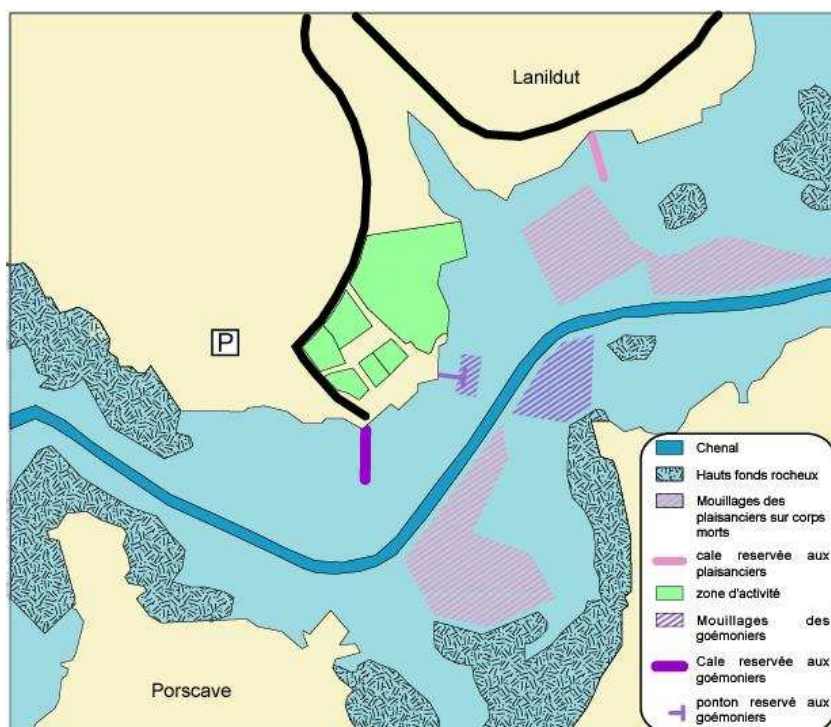 Lanildut
P
Porscave
Chenal
Hauts fonds rocheux
Mouillages des
plaisanciers sur corps
morts
cale reservée aux
plaisanciers
zone d'activité
Mouillages des
goémoniers
Cale reservée aux
goémoniers
ponton reservé aux
goémoniers